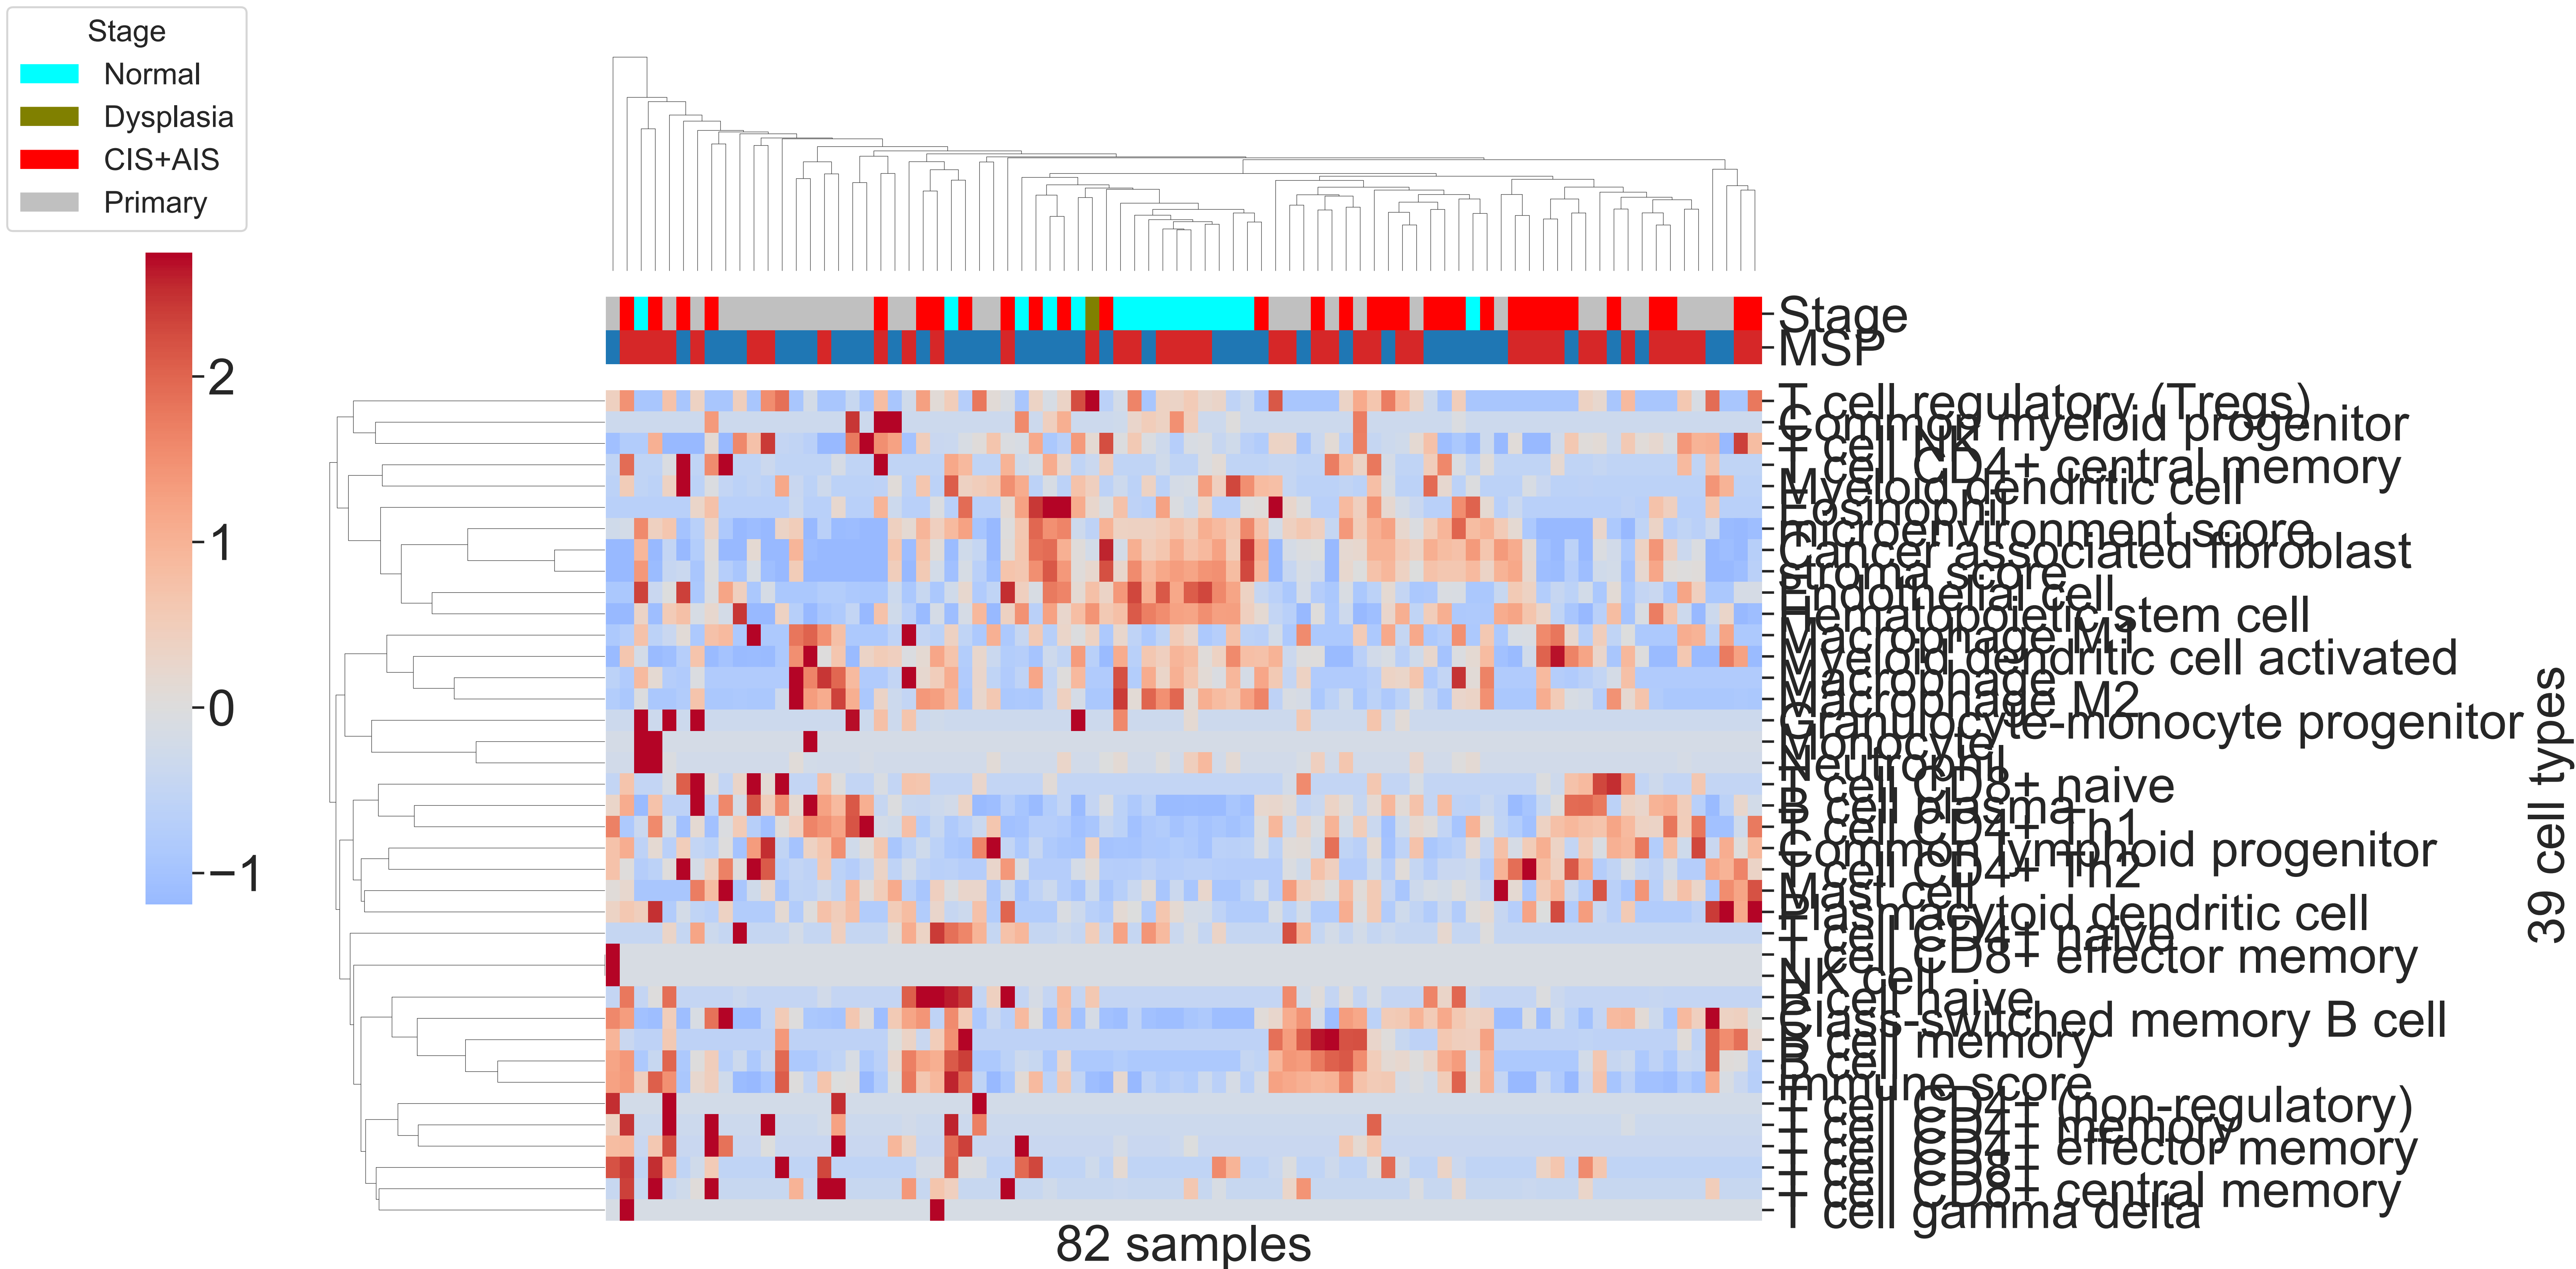 Stage
Normal
Dysplasia
CIS+AIS
Primary
2
1
0
−1
Stage
MSP
T cell regulatory (Tregs)
Common myeloid progenitor
T cell NK
T cell CD4+ central memory
Myeloid dendritic cell
Eosinophil
microenvironment score
Cancer associated fibroblast
stroma score
Endothelial cell
Hematopoietic stem cell
Macrophage M1
Myeloid dendritic cell activated
Macrophage
Macrophage M2
Granulocyte-monocyte progenitor
Monocyte
Neutrophil
T cell CD8+ naive
B cell plasma
T cell CD4+ Th1
Common lymphoid progenitor
T cell CD4+ Th2
Mast cell
Plasmacytoid dendritic cell
T cell CD4+ naive
T cell CD8+ effector memory
NK cell
B cell naive
Class-switched memory B cell
B cell memory
B cell
immune score
T cell CD4+ (non-regulatory)
T cell CD4+ memory
T cell CD4+ effector memory
T cell CD8+
T cell CD8+ central memory
T cell gamma delta
39 cell types
82 samples